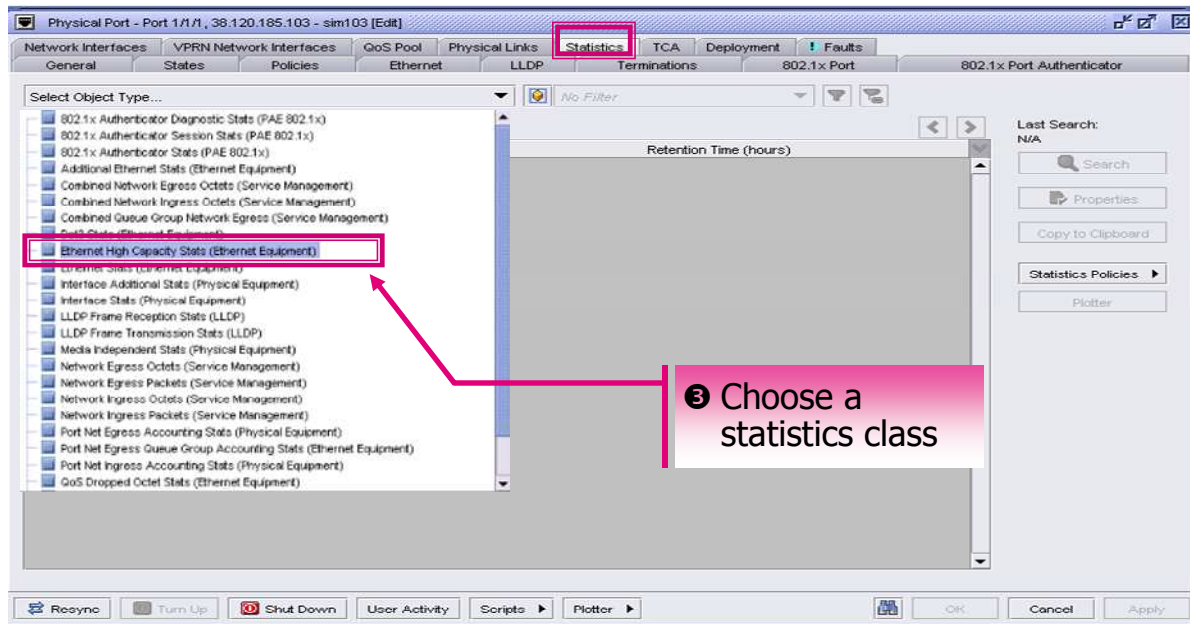 Physical Port - Port 1/1/1, 38.120.185.103 - sim103 [Edit]
Network Interfaces VPRN Network Interfaces QoS Pool Physical Links Statistics TCA Deployment ! Faults
General States Policies Ethernet LLDP Terminations 802.1x Port 802.1x Port Authenticator
Select Object Type... No Filter
802.1x Authenticator Diagnostic Stats (PAE 802.1x)
802.1x Authenticator Session Stats (PAE 802.1x)
802.1x Authenticator Stats (PAE 802.1x)
Additional Ethernet Stats (Ethernet Equipment)
Combined Network Egress Octets (Service Management)
Combined Network Ingress Octets (Service Management)
Combined Queue Group Network Egress (Service Management)
Dot3 Stats (Ethernet Equipment)
Ethernet High Capacity Stats (Ethernet Equipment)
Ethernet Stats (Ethernet Equipment)
Interface Additional Stats (Physical Equipment)
Interface Stats (Physical Equipment)
LLDP Frame Reception Stats (LLDP)
LLDP Frame Transmission Stats (LLDP)
Media Independent Stats (Physical Equipment)
Network Egress Octets (Service Management)
Network Egress Packets (Service Management)
Network Ingress Octets (Service Management)
Network Ingress Packets (Service Management)
Port Net Egress Accounting Stats (Physical Equipment)
Port Net Egress Queue Group Accounting Stats (Ethernet Equipment)
Port Net Ingress Accounting Stats (Physical Equipment)
QoS Dropped Octet Stats (Ethernet Equipment)
Retention Time (hours)
Last Search:
N/A
Search
Properties
Copy to Clipboard
Statistics Policies
Plotter
❸ Choose a
statistics class
Resync Turn Up Shut Down User Activity Scripts Plotter OK Cancel Apply